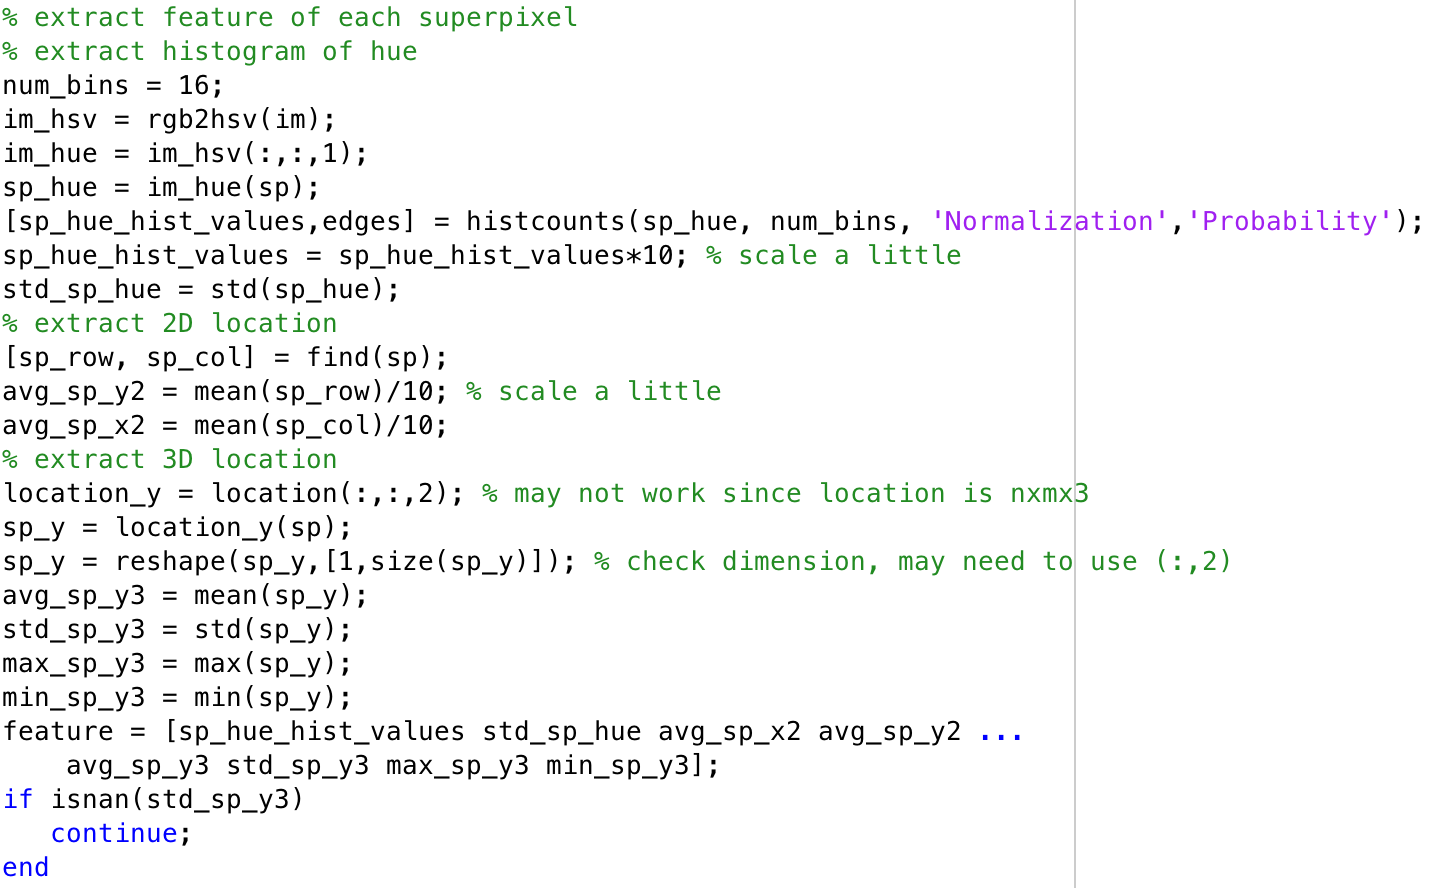 % extract feature of each superpixel
% extract histogram of hue
num_bins = 16;
im_hsv = rgb2hsv(im);
im_hue = im_hsv(:,:,1);
sp_hue = im_hue(sp);
[sp_hue_hist_values,edges] = histcounts(sp_hue, num_bins, 'Normalization','Probability');
sp_hue_hist_values = sp_hue_hist_values*10; % scale a little
std_sp_hue = std(sp_hue);
% extract 2D location
[sp_row, sp_col] = find(sp);
avg_sp_y2 = mean(sp_row)/10; % scale a little
avg_sp_x2 = mean(sp_col)/10;
% extract 3D location
location_y = location(:,:,2); % may not work since location is nxmx3
sp_y = location_y(sp);
sp_y = reshape(sp_y,[1,size(sp_y)]); % check dimension, may need to use (:,2)
avg_sp_y3 = mean(sp_y);
std_sp_y3 = std(sp_y);
max_sp_y3 = max(sp_y);
min_sp_y3 = min(sp_y);
feature = [sp_hue_hist_values std_sp_hue avg_sp_x2 avg_sp_y2 ...
    avg_sp_y3 std_sp_y3 max_sp_y3 min_sp_y3];
if isnan(std_sp_y3)
   continue;
end